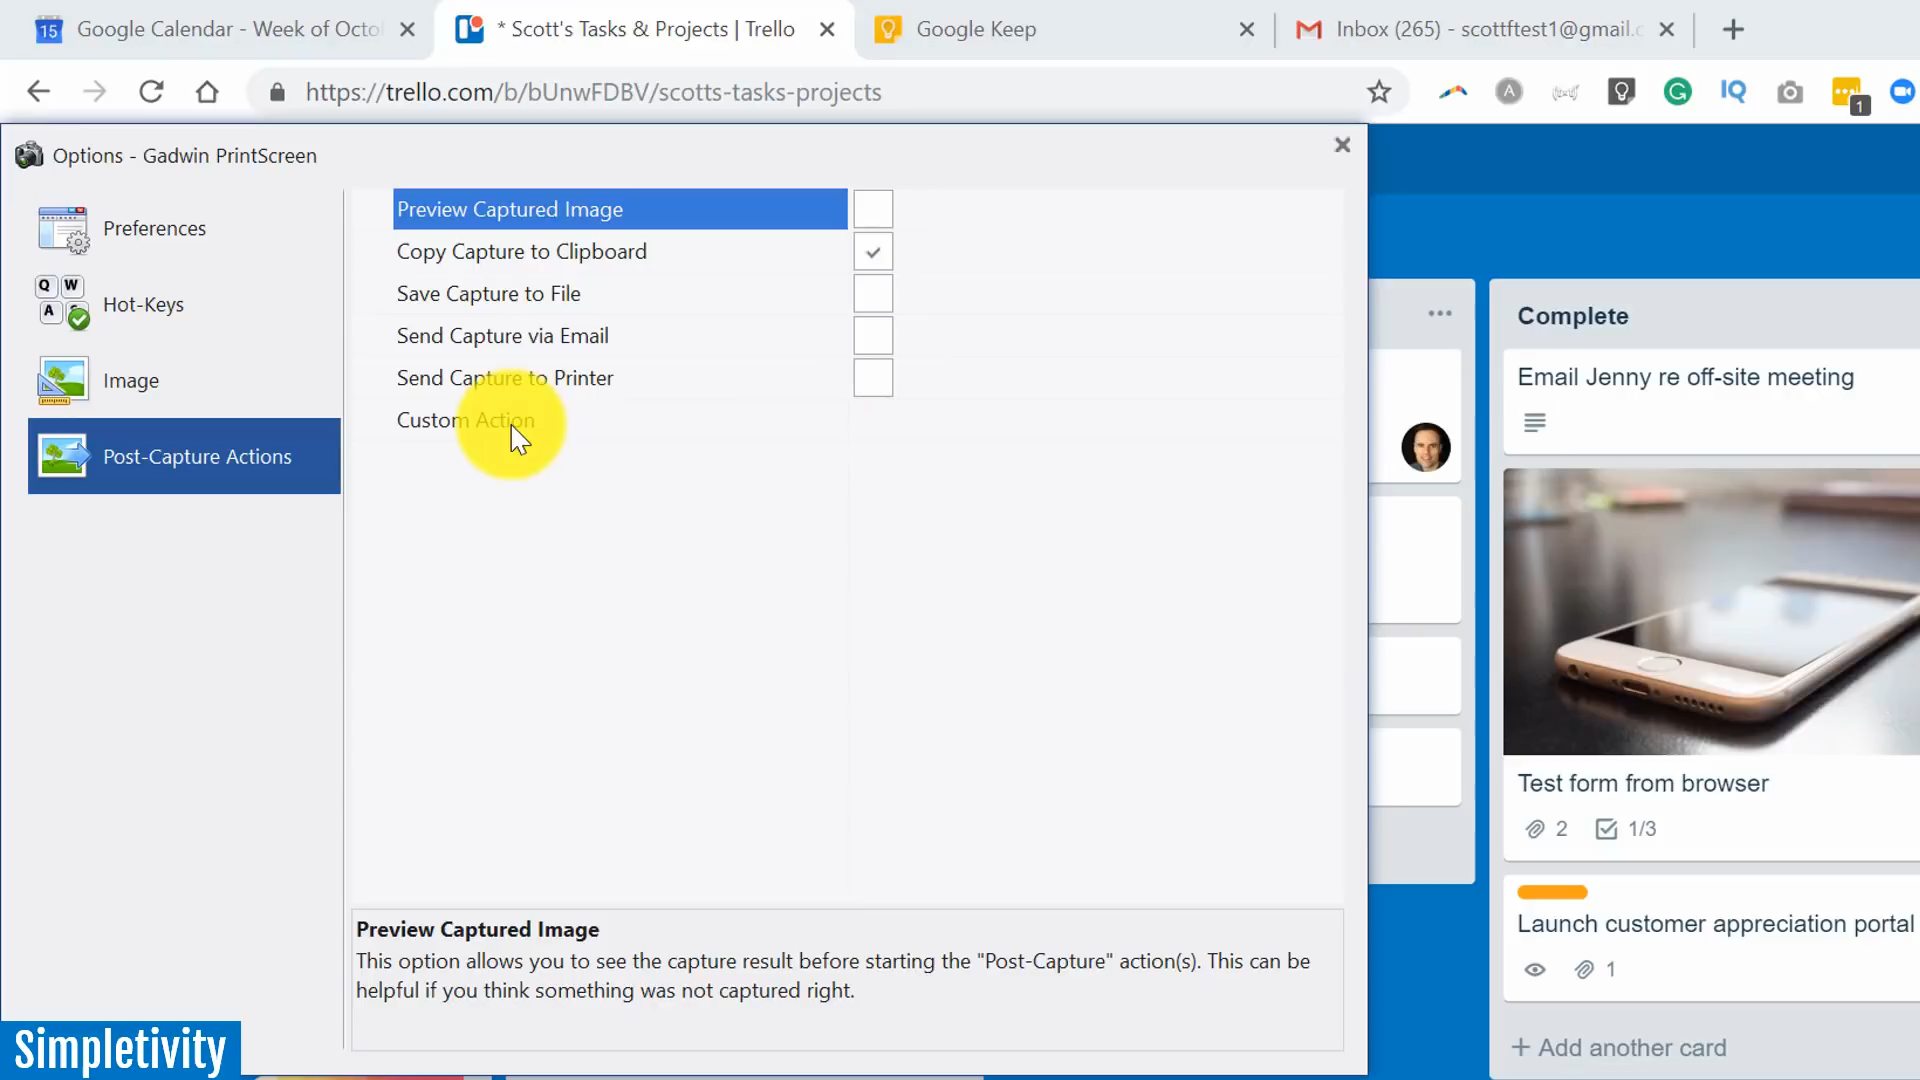 15 Google Calendar - Week of Octo
* Scott's Tasks & Projects | Trello
Google Keep
Inbox (265) - scottftest1@gmail.c
https://trello.com/b/bUnwFDBV/scotts-tasks-projects
A
IQ
1
Options - Gadwin PrintScreen
Preferences
Q W
A
Hot-Keys
Image
Post-Capture Actions
Preview Captured Image
Copy Capture to Clipboard
Save Capture to File
Send Capture via Email
Send Capture to Printer
Custom Action
Preview Captured Image
This option allows you to see the capture result before starting the "Post-Capture" action(s). This can be
helpful if you think something was not captured right.
Complete
Email Jenny re off-site meeting
Test form from browser
2 1/3
Launch customer appreciation portal
1
+ Add another card
Simpletivity